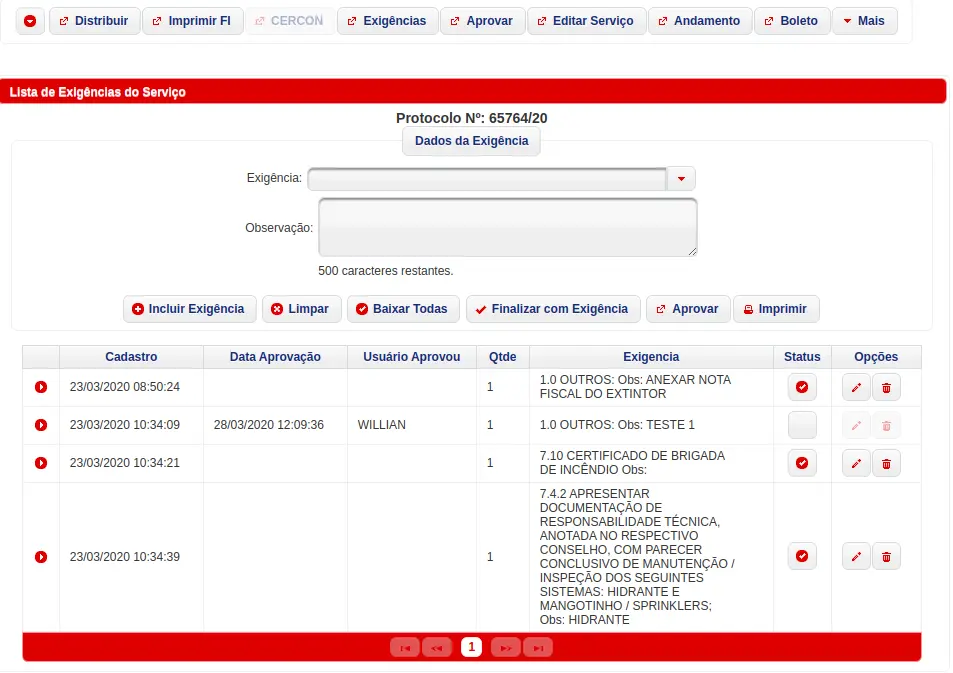 Distribuir Imprimir FI CERCON Exigências Aprovar Editar Serviço Andamento Boleto Mais
Lista de Exigências do Serviço
Protocolo Nº: 65764/20
Dados da Exigência
Exigência:
Observação:
500 caracteres restantes.
Incluir Exigência Limpar Baixar Todas Finalizar com Exigência Aprovar Imprimir
Cadastro Data Aprovação Usuário Aprovou Qtde Exigencia Status Opções
23/03/2020 08:50:24 1 1.0 OUTROS: Obs: ANEXAR NOTA
FISCAL DO EXTINTOR
23/03/2020 10:34:09 28/03/2020 12:09:36 WILLIAN 1 1.0 OUTROS: Obs: TESTE 1
23/03/2020 10:34:21 1 7.10 CERTIFICADO DE BRIGADA
DE INCÊNDIO Obs:
23/03/2020 10:34:39 1 7.4.2 APRESENTAR
DOCUMENTAÇÃO DE
RESPONSABILIDADE TÉCNICA,
ANOTADA NO RESPECTIVO
CONSELHO, COM PARECER
CONCLUSIVO DE MANUTENÇÃO /
INSPEÇÃO DOS SEGUINTES
SISTEMAS: HIDRANTE E
MANGOTINHO / SPRINKLERS;
Obs: HIDRANTE
1